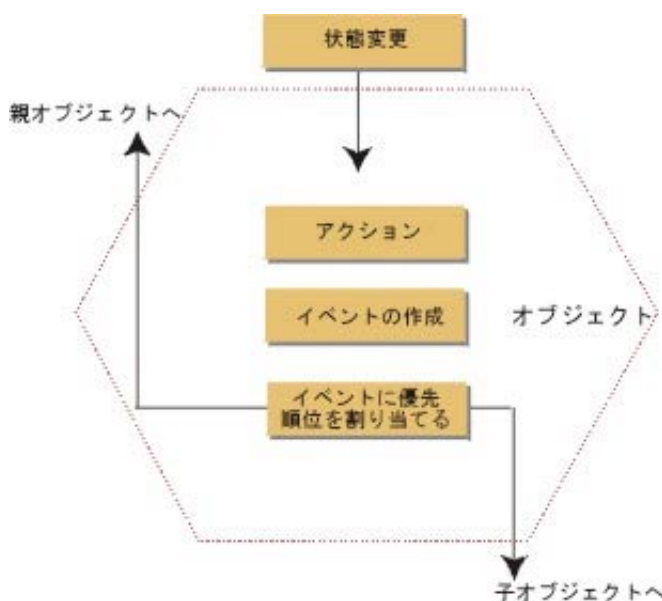 状態変更
親オブジェクトへ
アクション
イベントの作成
オブジェクト
イベントに優先
順位を割り当てる
子オブジェクトへ